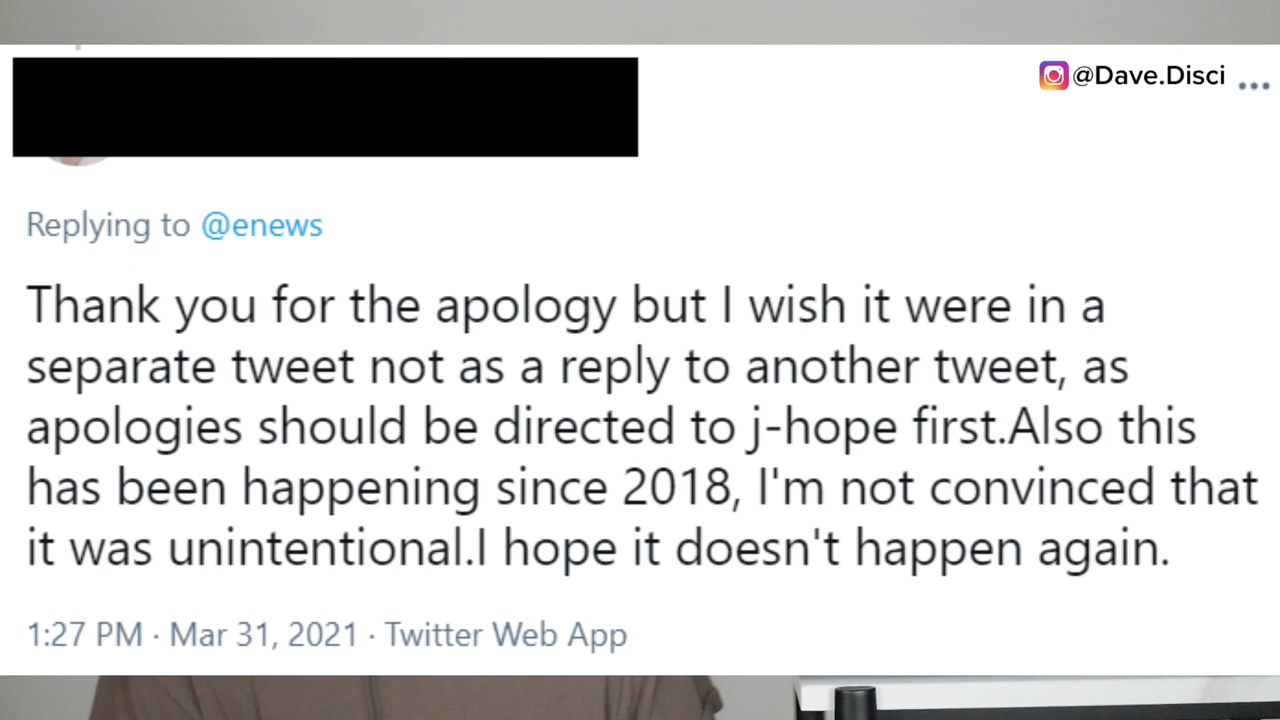 @Dave.Disci
Replying to @enews
Thank you for the apology but I wish it were in a
separate tweet not as a reply to another tweet, as
apologies should be directed to j-hope first.Also this
has been happening since 2018, I'm not convinced that
it was unintentional.I hope it doesn't happen again.
1:27 PM · Mar 31, 2021 · Twitter Web App